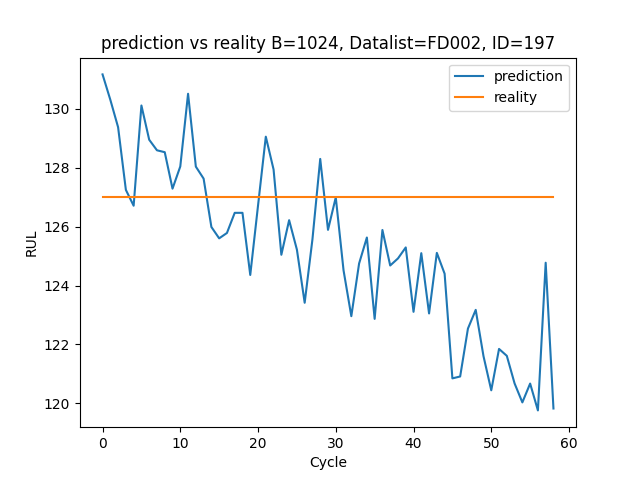 prediction vs reality B=1024, Datalist=FD002, ID=197
prediction
reality
130
128
126
124
122
120
RUL
0 10 20 30 40 50 60
Cycle